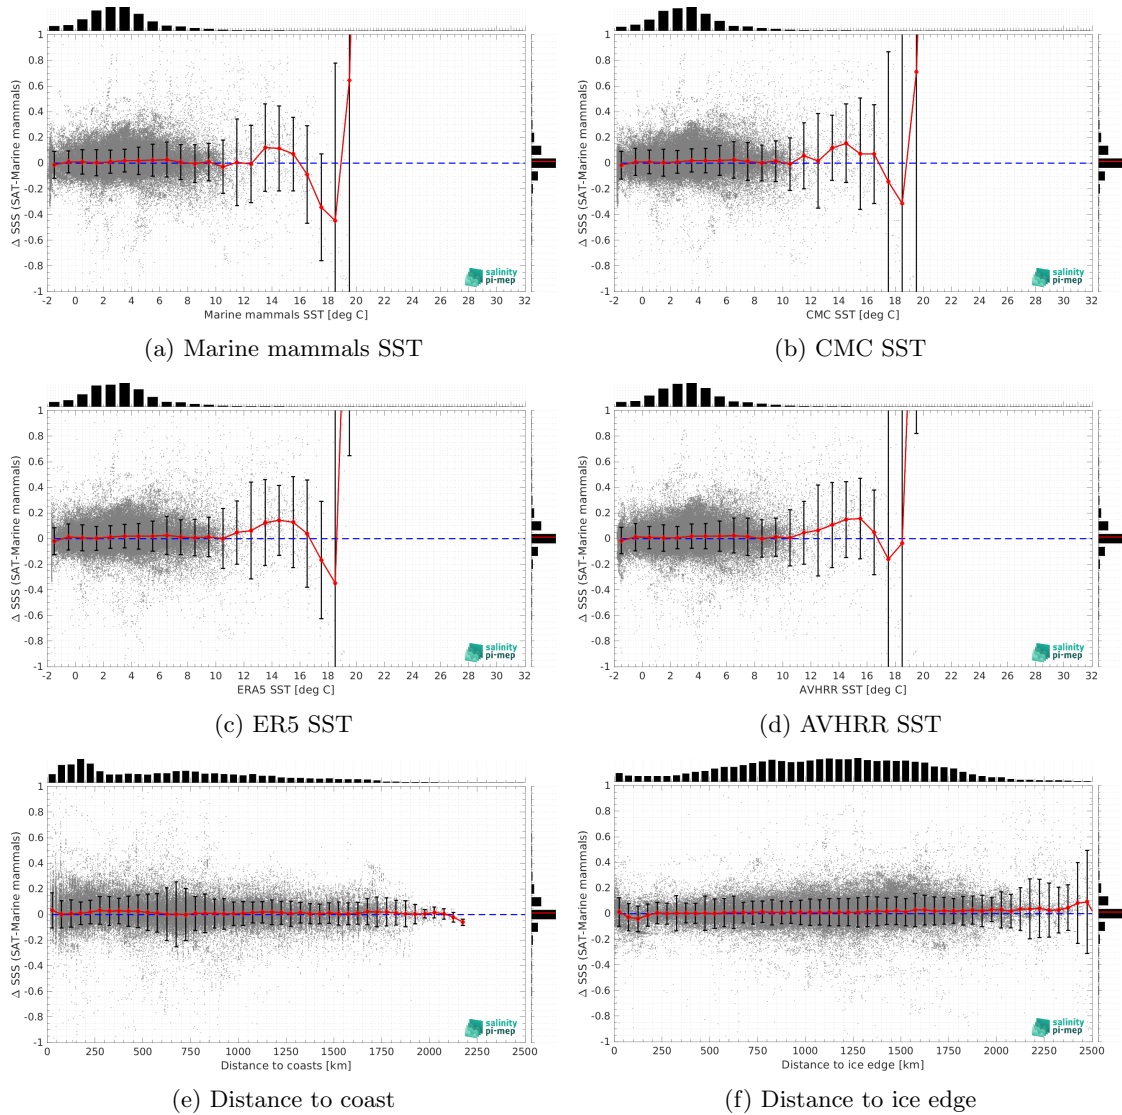 1
0.8
0.6
0.4
0.2
0
-0.2
-0.4
-0.6
-0.8
-1
Δ SSS (SAT-Marine mammals)
-2 0 2 4 6 8 10 12 14 16 18 20 22 24 26 28 30 32
Marine mammals SST [deg C]
salinity
pi-mep
(a) Marine mammals SST
1
0.8
0.6
0.4
0.2
0
-0.2
-0.4
-0.6
-0.8
-1
Δ SSS (SAT-Marine mammals)
-2 0 2 4 6 8 10 12 14 16 18 20 22 24 26 28 30 32
CMC SST [deg C]
salinity
pi-mep
(b) CMC SST
1
0.8
0.6
0.4
0.2
0
-0.2
-0.4
-0.6
-0.8
-1
Δ SSS (SAT-Marine mammals)
-2 0 2 4 6 8 10 12 14 16 18 20 22 24 26 28 30 32
ERA5 SST [deg C]
salinity
pi-mep
(c) ER5 SST
1
0.8
0.6
0.4
0.2
0
-0.2
-0.4
-0.6
-0.8
-1
Δ SSS (SAT-Marine mammals)
-2 0 2 4 6 8 10 12 14 16 18 20 22 24 26 28 30 32
AVHRR SST [deg C]
salinity
pi-mep
(d) AVHRR SST
1
0.8
0.6
0.4
0.2
0
-0.2
-0.4
-0.6
-0.8
-1
Δ SSS (SAT-Marine mammals)
0 250 500 750 1000 1250 1500 1750 2000 2250 2500
Distance to coasts [km]
salinity
pi-mep
(e) Distance to coast
1
0.8
0.6
0.4
0.2
0
-0.2
-0.4
-0.6
-0.8
-1
Δ SSS (SAT-Marine mammals)
0 250 500 750 1000 1250 1500 1750 2000 2250 2500
Distance to ice edge [km]
salinity
pi-mep
(f) Distance to ice edge